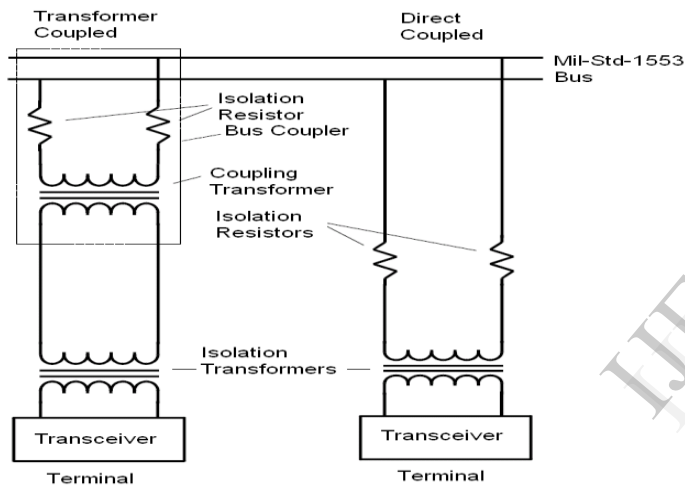 Transformer
Coupled
Direct
Coupled
Mil-Std-1553
Bus
Isolation
Resistor
Bus Coupler
Coupling
Transformer
Isolation
Resistors
Isolation
Transformers
Transceiver
Transceiver
Terminal
Terminal